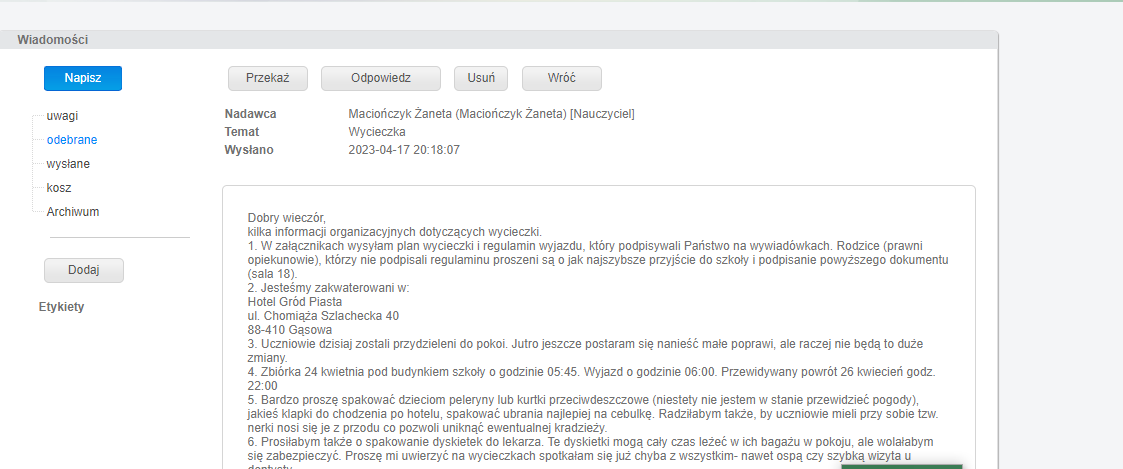 Wiadomości
Napisz
Przekaż Odpowiedz Usuń Wróć
uwagi
odebrane
wysłane
kosz
Archiwum
Dodaj
Etykiety
Nadawca Maciończyk Żaneta (Maciończyk Żaneta) [Nauczyciel]
Temat Wycieczka
Wysłano 2023-04-17 20:18:07
Dobry wieczór,
kilka informacji organizacyjnych dotyczących wycieczki.
1. W załącznikach wysyłam plan wycieczki i regulamin wyjazdu, który podpisywali Państwo na wywiadówkach. Rodzice (prawni
opiekunowie), którzy nie podpisali regulaminu proszeni są o jak najszybsze przyjście do szkoły i podpisanie powyższego dokumentu
(sala 18).
2. Jesteśmy zakwaterowani w:
Hotel Gród Piasta
ul. Chomiąża Szlachecka 40
88-410 Gąsowa
3. Uczniowie dzisiaj zostali przydzieleni do pokoi. Jutro jeszcze postaram się nanieść małe poprawi, ale raczej nie będą to duże
zmiany.
4. Zbiórka 24 kwietnia pod budynkiem szkoły o godzinie 05:45. Wyjazd o godzinie 06:00. Przewidywany powrót 26 kwiecień godz.
22:00
5. Bardzo proszę spakować dzieciom peleryny lub kurtki przeciwdeszczowe (niestety nie jestem w stanie przewidzieć pogody),
jakieś klapki do chodzenia po hotelu, spakować ubrania najlepiej na cebulkę. Radziłabym także, by uczniowie mieli przy sobie tzw.
nerki nosi się je z przodu co pozwoli uniknąć ewentualnej kradzieży.
6. Prosiłabym także o spakowanie dyskietek do lekarza. Te dyskietki mogą cały czas leżeć w ich bagażu w pokoju, ale wolałabym
się zabezpieczyć. Proszę mi uwierzyć na wycieczkach spotkałam się już chyba z wszystkim- nawet ospą czy szybką wizyta u